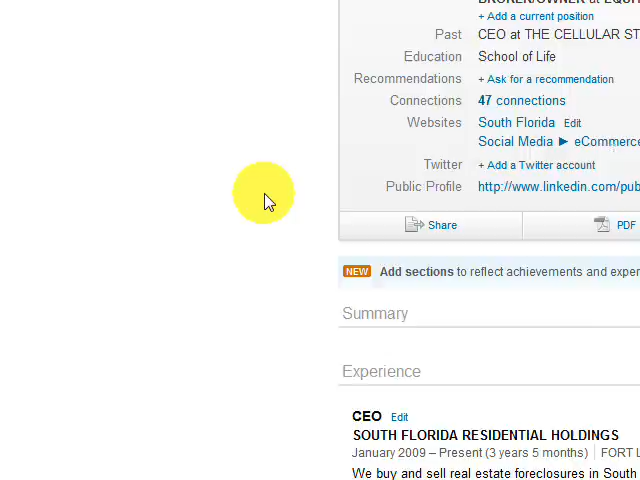 BROKER/OWNER at
+ Add a current position
Past CEO at THE CELLULAR
Education School of Life
Recommendations + Ask for a recommendation
Connections 47 connections
Websites South Florida Edit
Social Media ► eCommerce
Twitter + Add a Twitter account
Public Profile http://www.linkedin.com/pub
Share PDF
NEW Add sections to reflect achievements and
Summary
Experience
CEO Edit
SOUTH FLORIDA RESIDENTIAL HOLDINGS
January 2009 – Present (3 years 5 months) FORT
We buy and sell real estate foreclosures in South